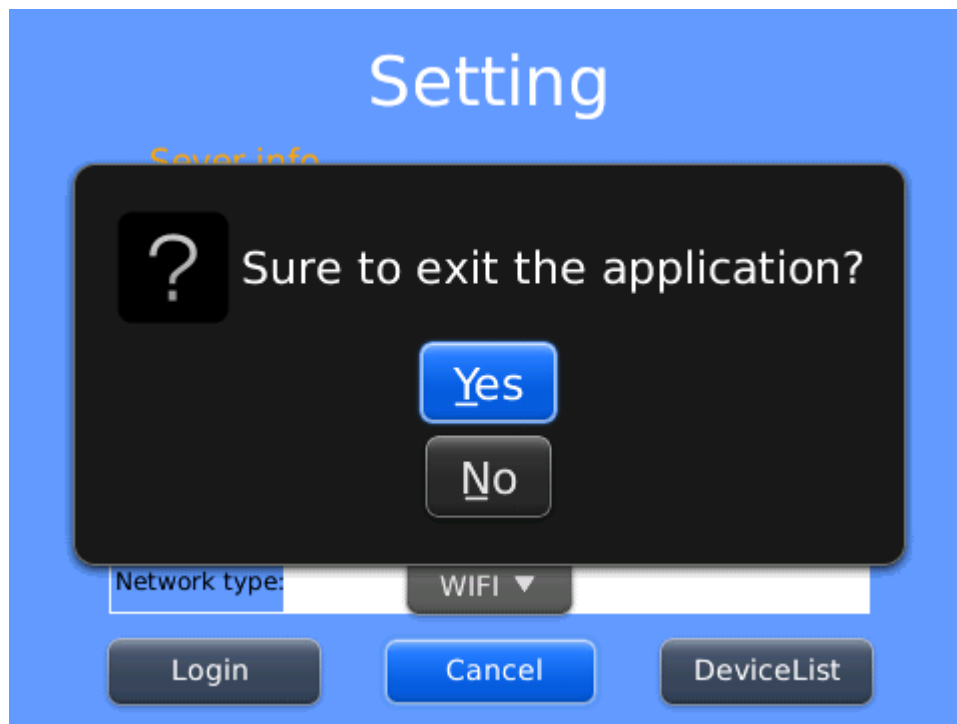 Setting
Sever info
? Sure to exit the application?
Yes
No
Network type: WIFI ▼
Login Cancel DeviceList